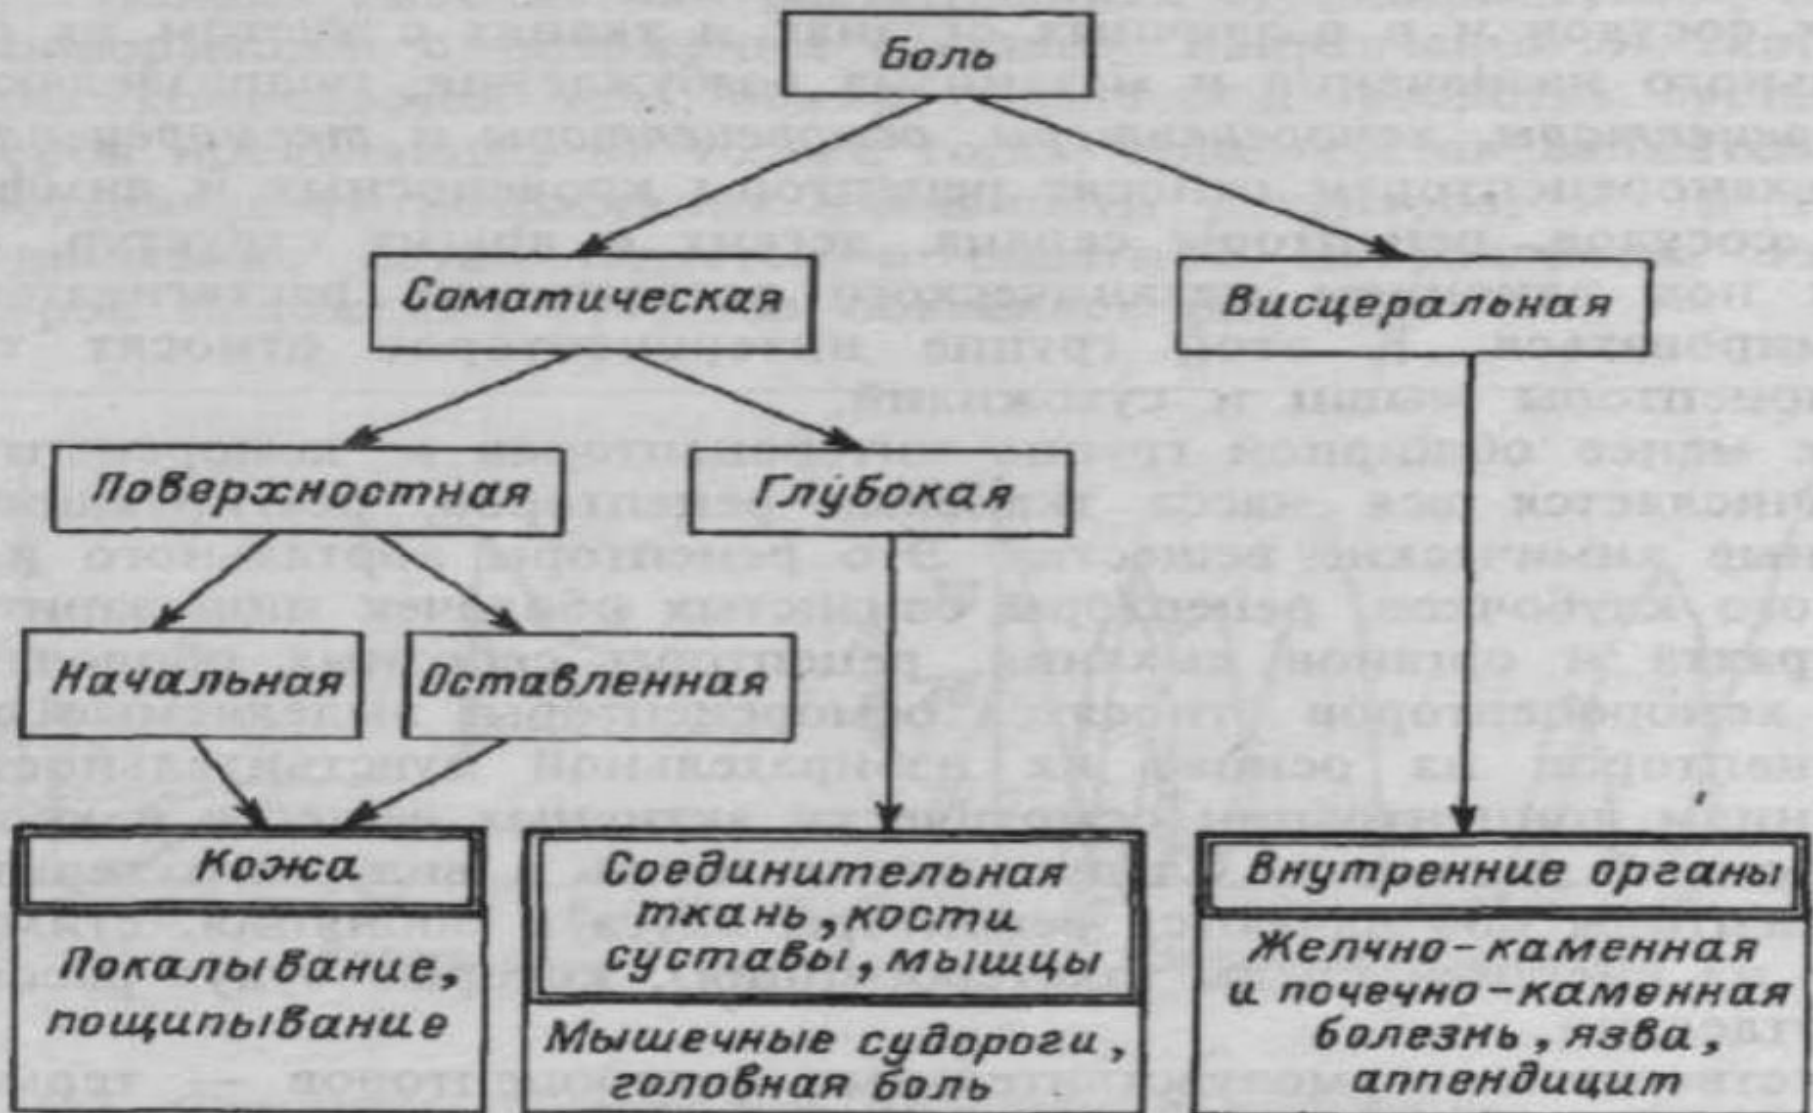 Боль
Соматическая
Висцеральная
Поверхностная
Глубокая
Начальная
Оставленная
Кожа
Покалывание,
пощипывание
Соединительная
ткань, кости
суставы, мышцы
Мышечные судороги,
головная боль
Внутренние органы
Желчно-каменная
и почечно-каменная
болезнь, язва,
аппендицит